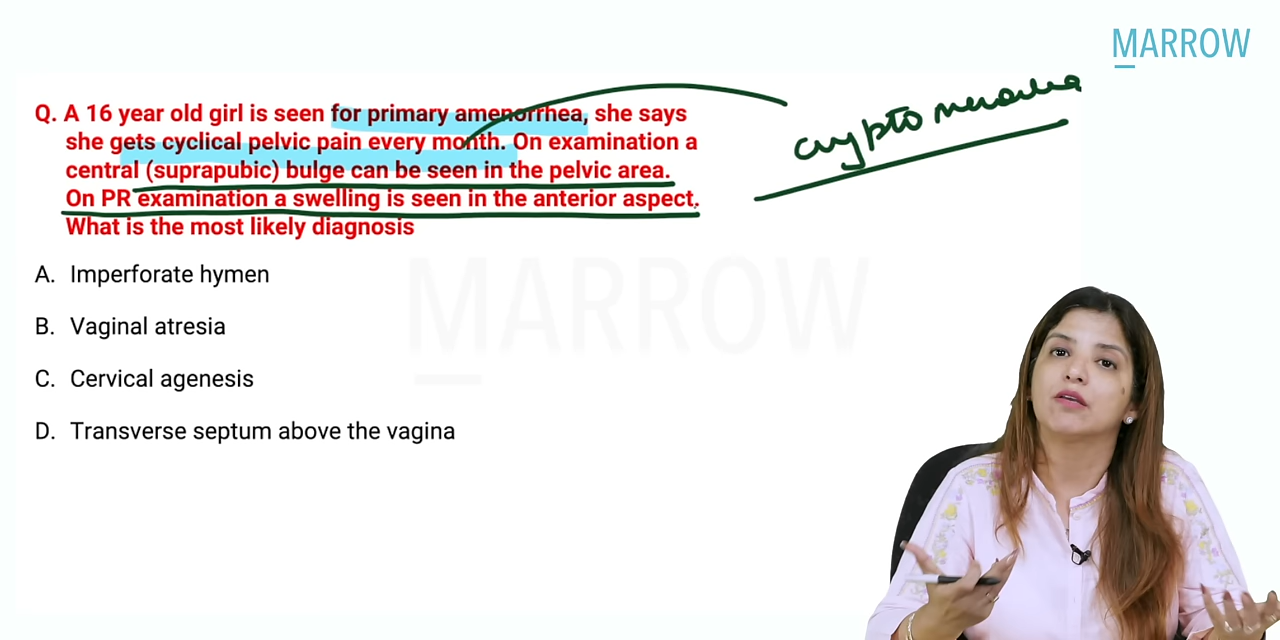 MARROW
Q. A 16 year old girl is seen for primary amenorrhea, she says
she gets cyclical pelvic pain every month. On examination a
central (suprapubic) bulge can be seen in the pelvic area.
On PR examination a swelling is seen in the anterior aspect.
What is the most likely diagnosis
cryptomenorrhea
A. Imperforate hymen
B. Vaginal atresia
C. Cervical agenesis
D. Transverse septum above the vagina
MARROW